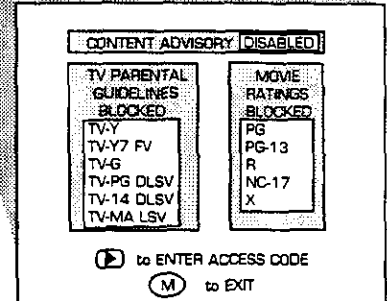 CONTENT ADVISORY DISABLED
TV PARENTAL
GUIDELINES
BLOCKED
TV-Y
TV-Y7 FV
TV-G
TV-PG DLSV
TV-14 DLSV
TV-MA LSV
MOVIE
RATINGS
BLOCKED
PG
PG-13
R
NC-17
X
to ENTER ACCESS CODE
M to EXIT